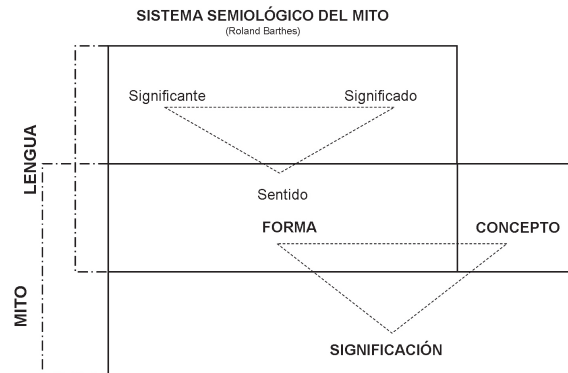 SISTEMA SEMIOLÓGICO DEL MITO
(Roland Barthes)
Significante
Significado
LENGUA
Sentido
FORMA
CONCEPTO
MITO
SIGNIFICACIÓN